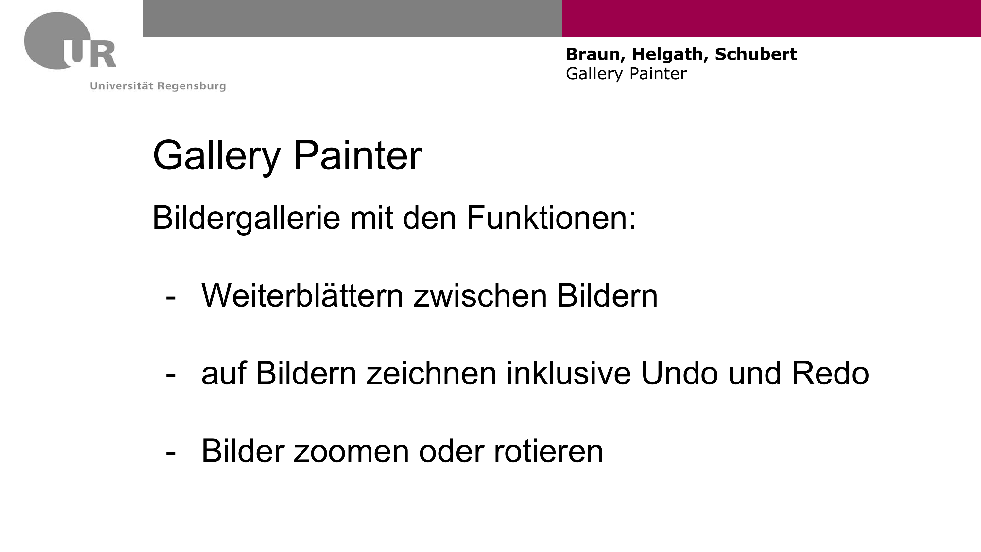 UR
Universität Regensburg
Braun, Helgath, Schubert
Gallery Painter
Gallery Painter
Bildergallerie mit den Funktionen:
- Weiterblättern zwischen Bildern
- auf Bildern zeichnen inklusive Undo und Redo
- Bilder zoomen oder rotieren